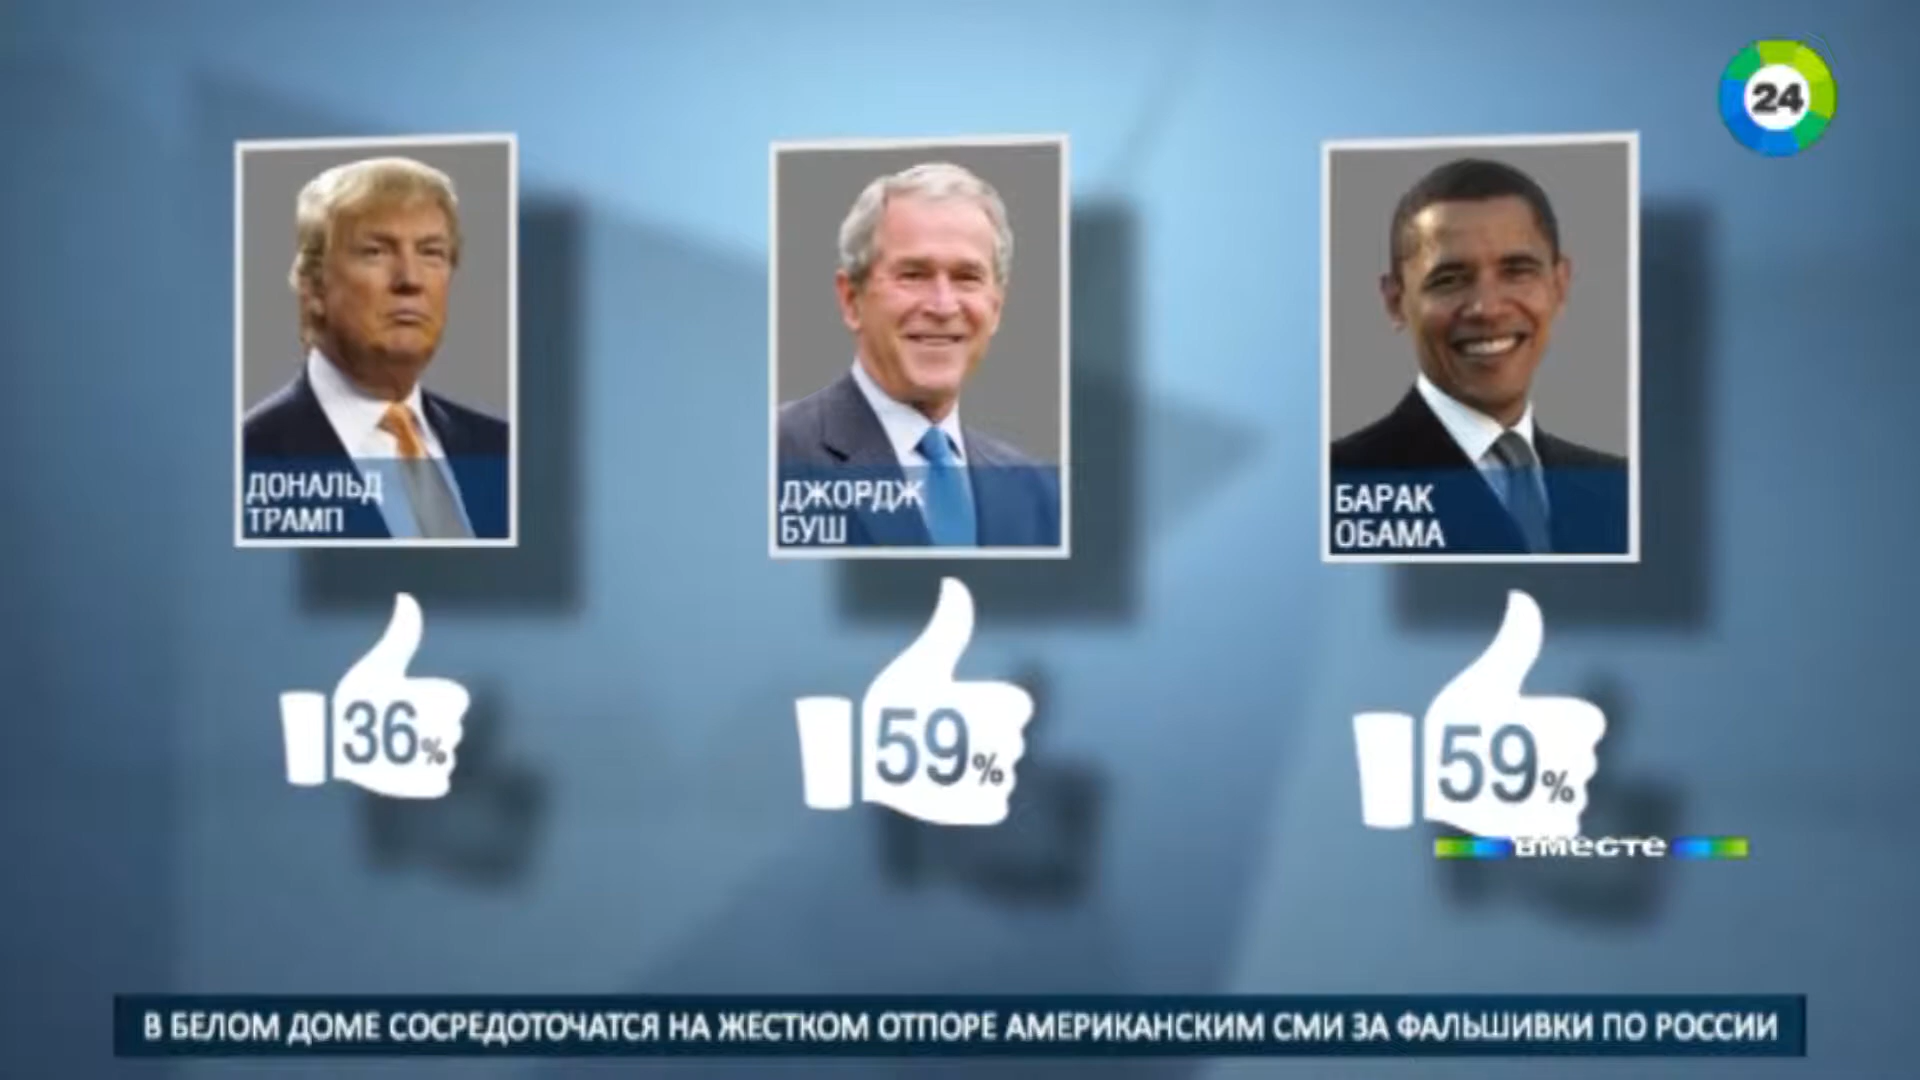 24
ДОНАЛЬД
ТРАМП
ДЖОРДЖ
БУШ
БАРАК
ОБАМА
36%
59%
59%
вместе
В БЕЛОМ ДОМЕ СОСРЕДОТОЧАТСЯ НА ЖЕСТКОМ ОТПОРЕ АМЕРИКАНСКИМ СМИ ЗА ФАЛЬШИВКИ ПО РОССИИ